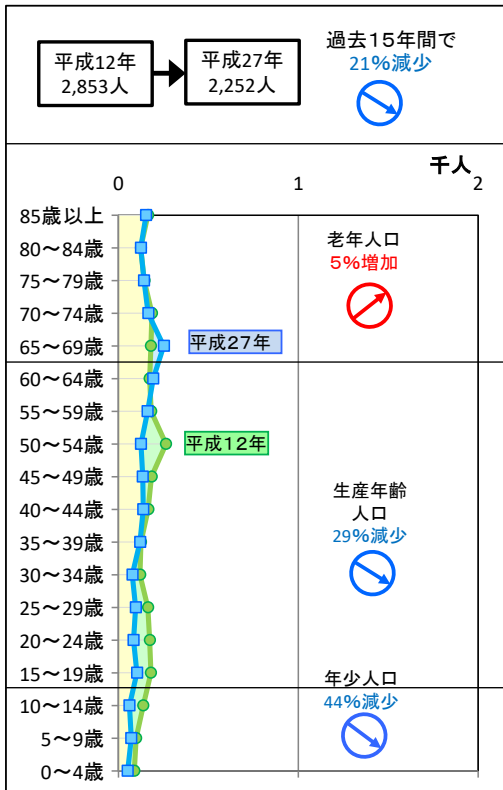 平成12年
2,853人
平成27年
2,252人
過去15年間で
21%減少
千人
0
1
2
85歳以上
80～84歳
75～79歳
70～74歳
65～69歳
60～64歳
55～59歳
50～54歳
45～49歳
40～44歳
35～39歳
30～34歳
25～29歳
20～24歳
15～19歳
10～14歳
5～9歳
0～4歳
老年人口
5%増加
平成27年
平成12年
生産年齢
人口
29%減少
年少人口
44%減少